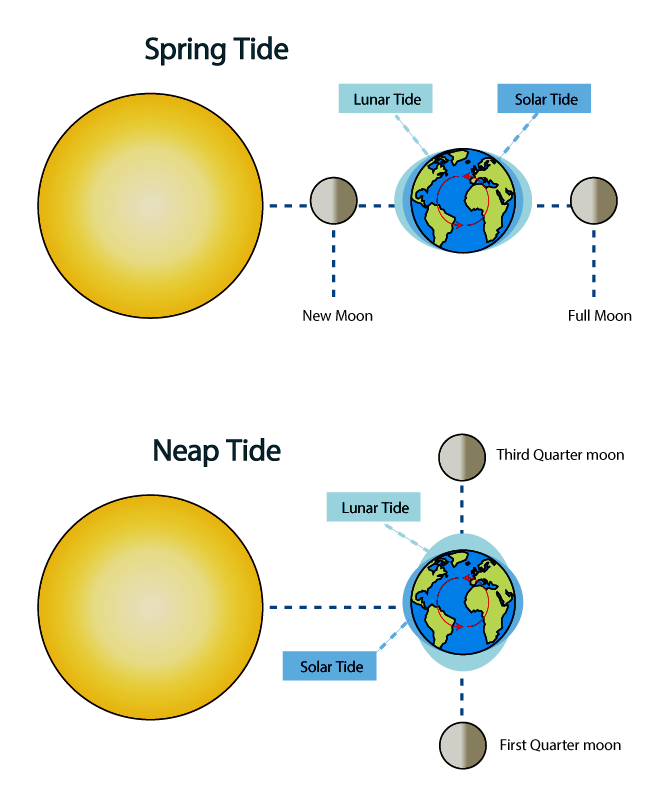 Spring Tide
Lunar Tide
Solar Tide
New Moon
Full Moon
Neap Tide
Third Quarter moon
Lunar Tide
Solar Tide
First Quarter moon